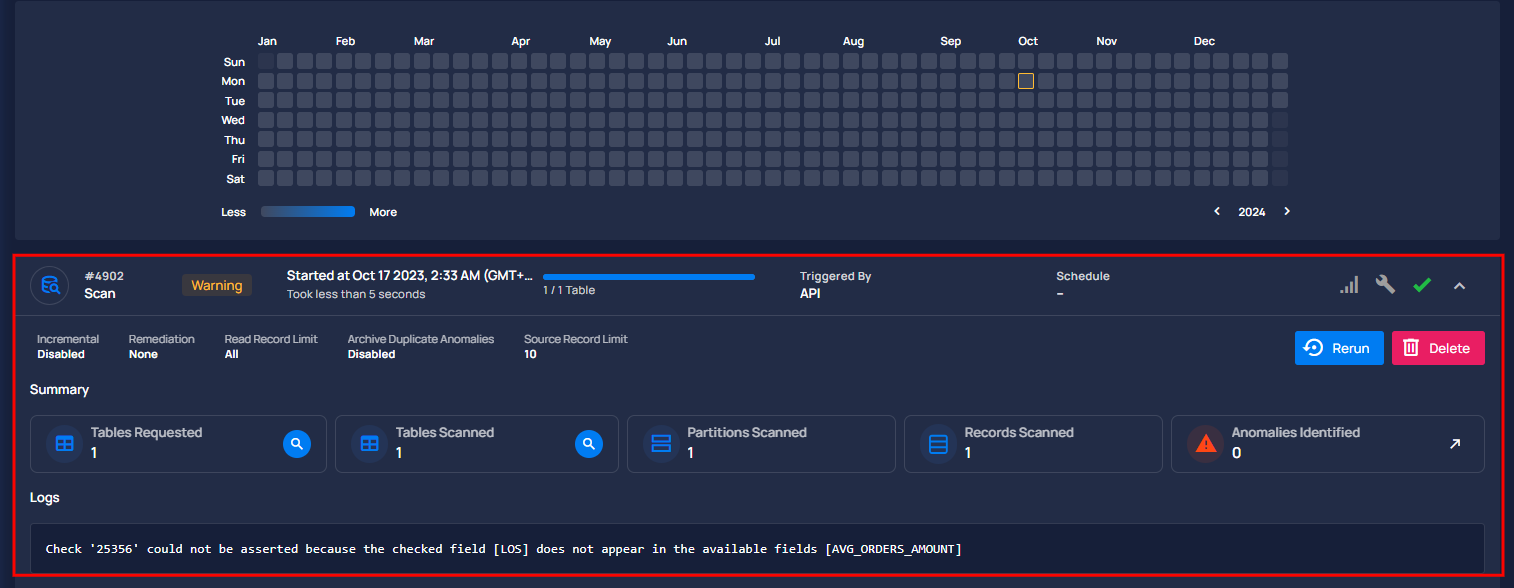 Jan Feb Mar Apr May Jun Jul Aug Sep Oct Nov Dec
Sun
Mon
Tue
Wed
Thu
Fri
Sat
Less More 2024
#4902
Scan
Warning
Started at Oct 17 2023, 2:33 AM (GMT+...
Took less than 5 seconds
1 / 1 Table
Triggered By
API
Schedule
–
Incremental
Disabled
Remediation
None
Read Record Limit
All
Archive Duplicate Anomalies
Disabled
Source Record Limit
10
Rerun
Delete
Summary
Tables Requested
1
Tables Scanned
1
Partitions Scanned
1
Records Scanned
1
Anomalies Identified
0
Logs
Check '25356' could not be asserted because the checked field [LOS] does not appear in the available fields [AVG_ORDERS_AMOUNT]